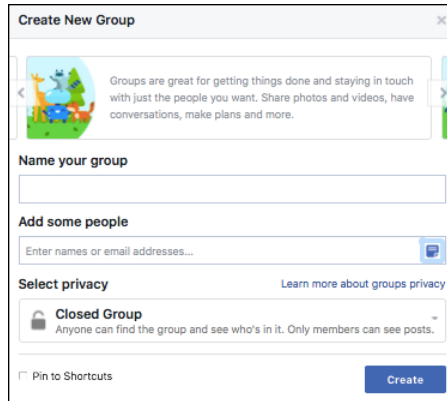 Create New Group
Groups are great for getting things done and staying in touch
with just the people you want. Share photos and videos, have
conversations, make plans and more.
Name your group
Add some people
Enter names or email addresses...
Select privacy
Learn more about groups privacy
Closed Group
Anyone can find the group and see who's in it. Only members can see posts.
Pin to Shortcuts
Create